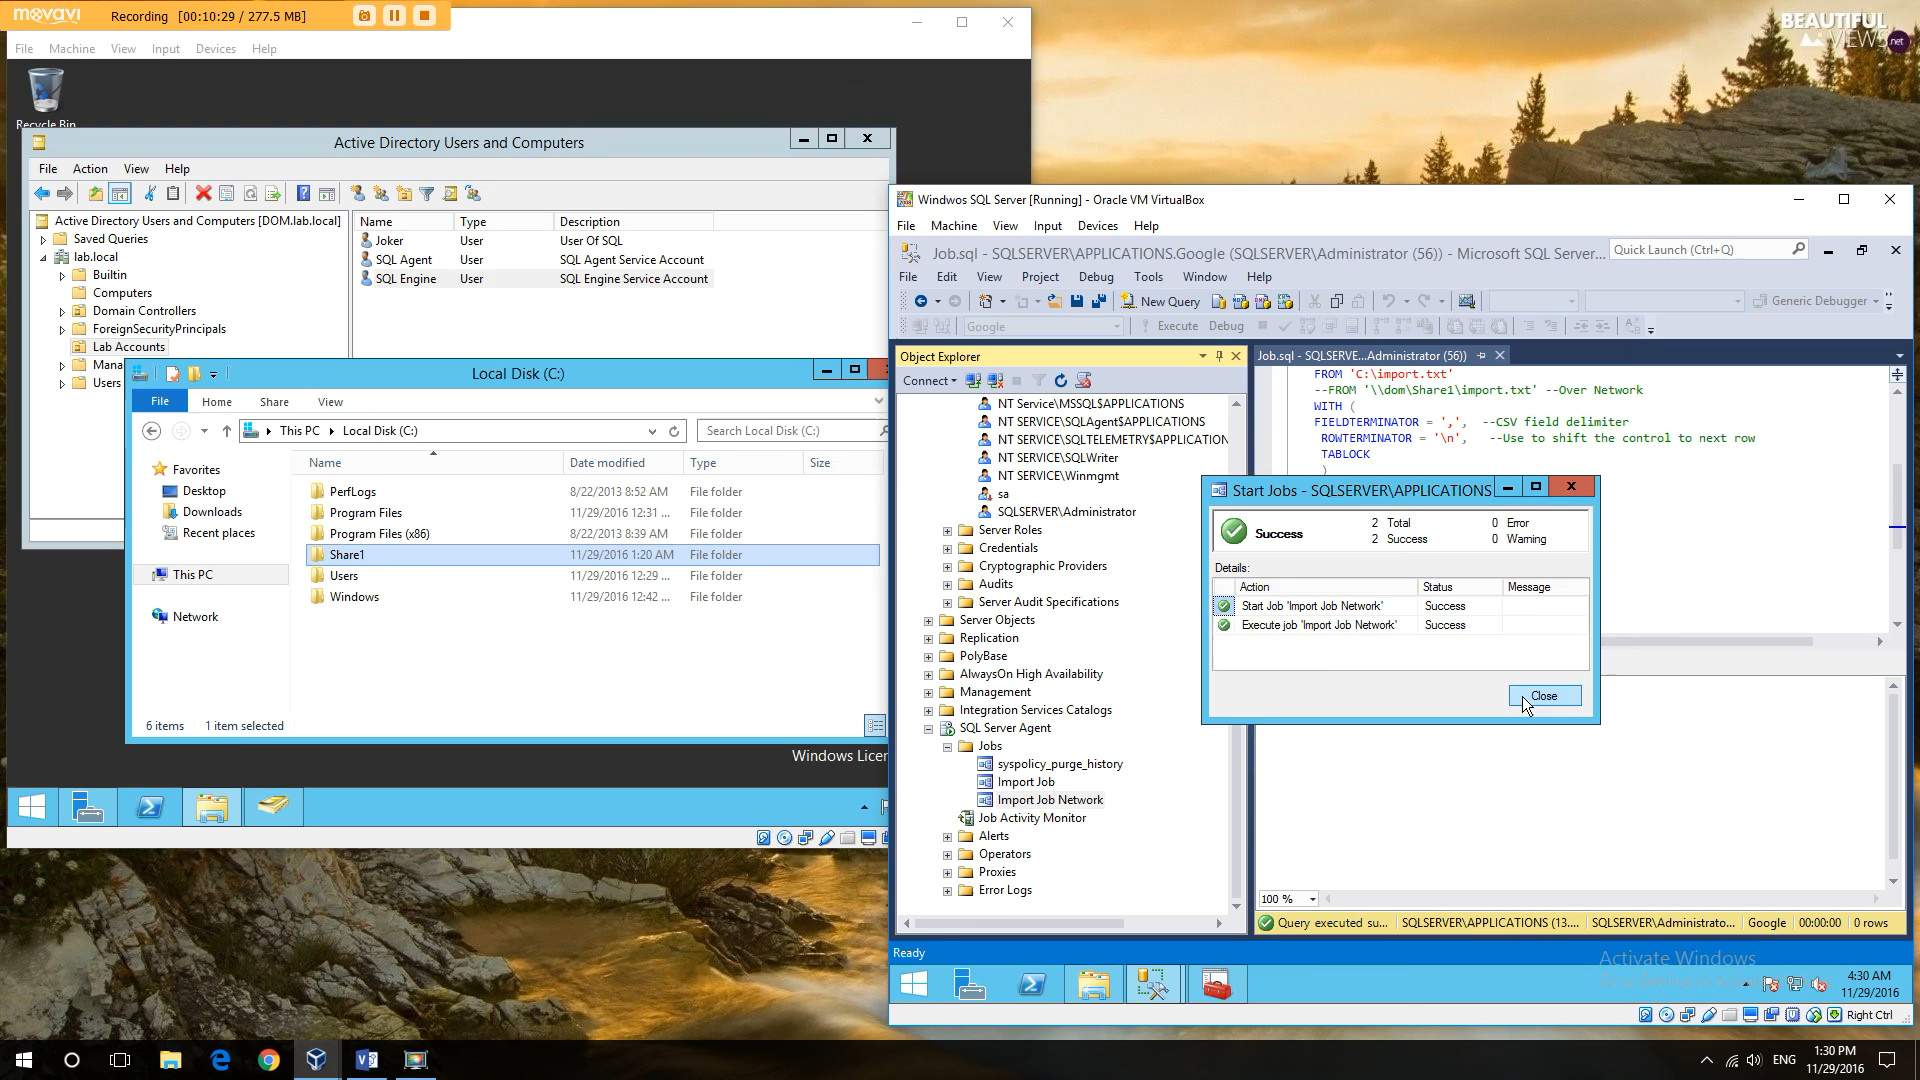 movavi
Recording [00:10:29 / 277.5 MB]
BEAUTIFUL
VIEWS.net
File Machine View Input Devices Help
Recycle Bin
Active Directory Users and Computers
File Action View Help
Active Directory Users and Computers [DOM.lab.local]
Saved Queries
lab.local
Builtin
Computers
Domain Controllers
ForeignSecurityPrincipals
Lab Accounts
Mana
Users
Name Type Description
Joker User User Of SQL
SQL Agent User SQL Agent Service Account
SQL Engine User SQL Engine Service Account
Local Disk (C:)
File Home Share View
This PC Local Disk (C:)
Search Local Disk (C:)
Favorites
Desktop
Downloads
Recent places
This PC
Network
Name Date modified Type Size
PerfLogs 8/22/2013 8:52 AM File folder
Program Files 11/29/2016 12:31 ... File folder
Program Files (x86) 8/22/2013 8:39 AM File folder
Share1 11/29/2016 1:20 AM File folder
Users 11/29/2016 12:29 ... File folder
Windows 11/29/2016 12:42 ... File folder
6 items 1 item selected
Windows Licen
Windwos SQL Server [Running] - Oracle VM VirtualBox
File Machine View Input Devices Help
Job.sql - SQLSERVER\APPLICATIONS.Google (SQLSERVER\Administrator (56)) - Microsoft SQL Server...
Quick Launch (Ctrl+Q)
File Edit View Project Debug Tools Window Help
New Query
Generic Debugger
Google
Execute Debug
Object Explorer
Connect
NT Service\MSSQL$APPLICATIONS
NT SERVICE\SQLAgent$APPLICATIONS
NT SERVICE\SQLTELEMETRY$APPLICATION
NT SERVICE\SQLWriter
NT SERVICE\Winmgmt
sa
SQLSERVER\Administrator
Server Roles
Credentials
Cryptographic Providers
Audits
Server Audit Specifications
Server Objects
Replication
PolyBase
AlwaysOn High Availability
Management
Integration Services Catalogs
SQL Server Agent
Jobs
syspolicy_purge_history
Import Job
Import Job Network
Job Activity Monitor
Alerts
Operators
Proxies
Error Logs
Job.sql - SQLSERVE...Administrator (56))
FROM 'C:\import.txt'
--FROM '\\dom\Share1\import.txt' --Over Network
WITH (
FIELDTERMINATOR = ',', --CSV field delimiter
ROWTERMINATOR = '\n', --Use to shift the control to next row
TABLOCK
)
Start Jobs - SQLSERVER\APPLICATIONS
Success
2 Total 0 Error
2 Success 0 Warning
Details:
Action Status Message
Start Job 'Import Job Network' Success
Execute job 'Import Job Network' Success
Close
100 %
Query executed su... SQLSERVER\APPLICATIONS (13.... SQLSERVER\Administrato... Google 00:00:00 0 rows
Ready
Activate Windows
4:30 AM
11/29/2016
Right Ctrl
ENG
1:30 PM
11/29/2016